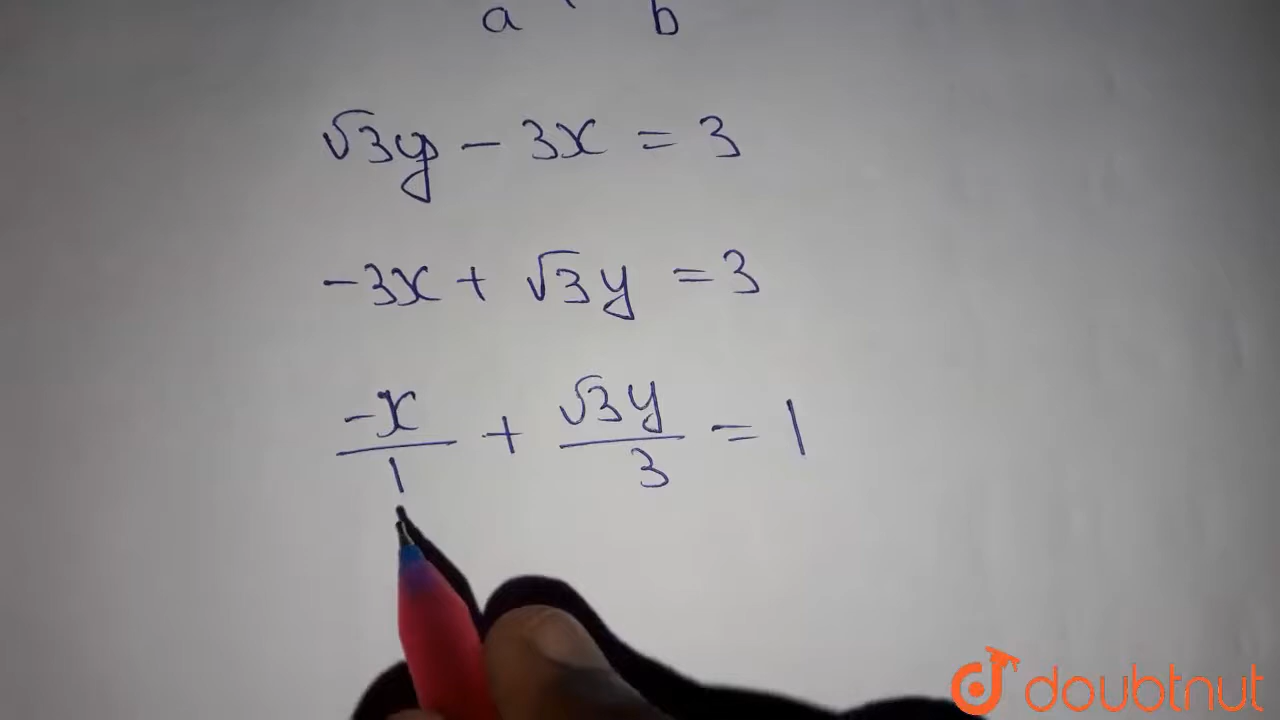 a b
√3y - 3x = 3
-3x + √3y = 3
-x/1 + √3y/3 = 1
doubtnut